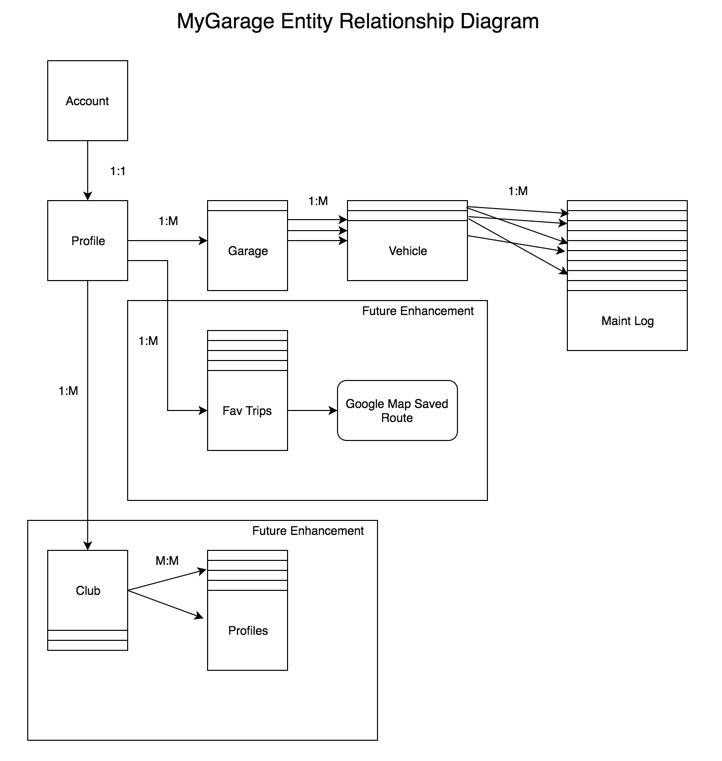 MyGarage Entity Relationship Diagram
Account
1:1
Profile
1:M
Garage
1:M
Vehicle
1:M
Maint Log
Future Enhancement
1:M
Fav Trips
Google Map Saved
Route
1:M
Future Enhancement
Club
M:M
Profiles